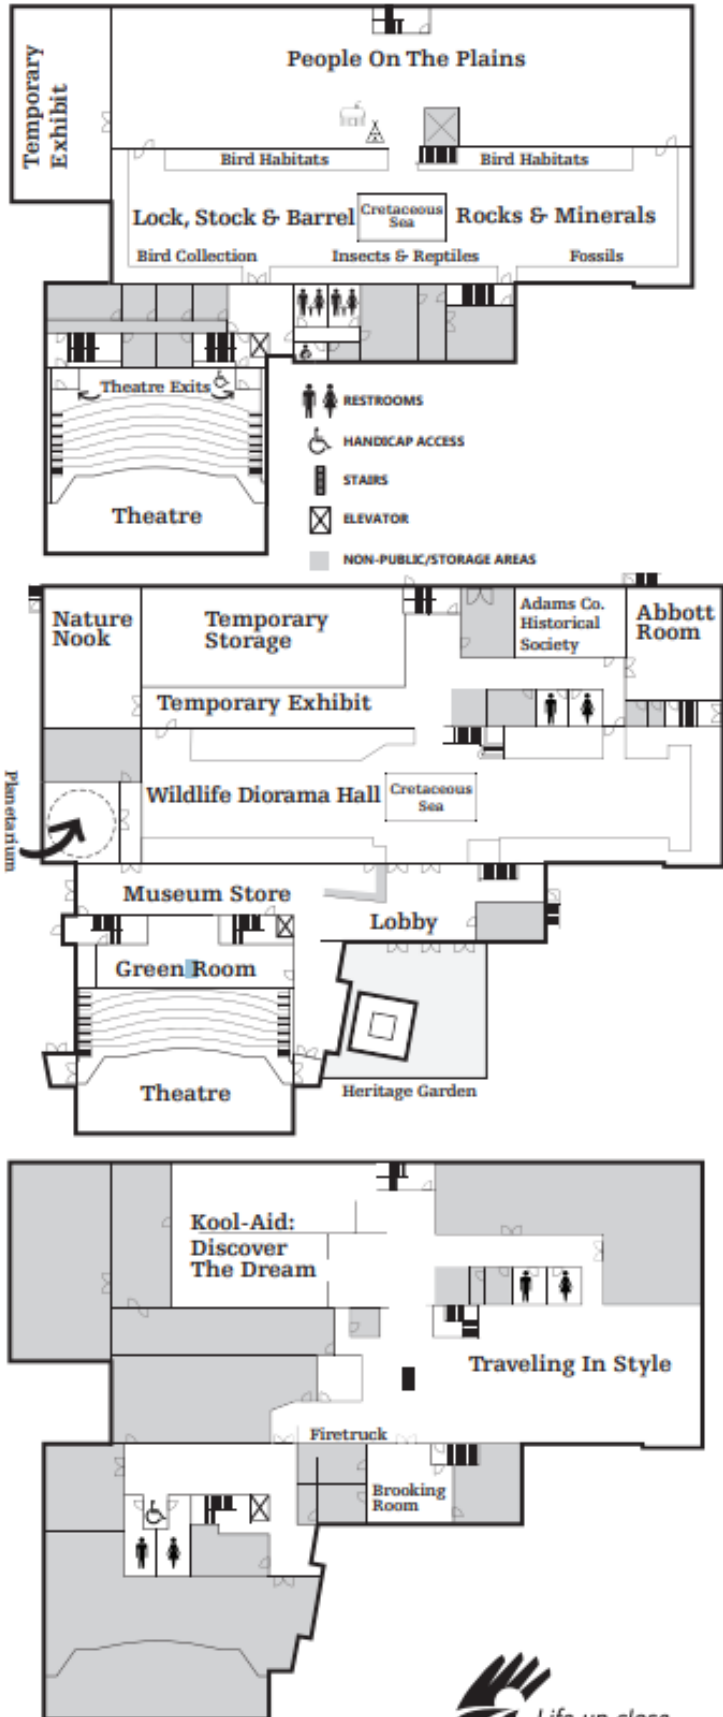 Temporary
Exhibit
People On The Plains
Bird Habitats
Bird Habitats
Lock, Stock & Barrel
Cretaceous
Sea
Rocks & Minerals
Bird Collection
Insects & Reptiles
Fossils
Theatre Exits
Theatre
RESTROOMS
HANDICAP ACCESS
STAIRS
ELEVATOR
NON-PUBLIC/STORAGE AREAS
Nature
Nook
Temporary
Storage
Adams Co.
Historical
Society
Abbott
Room
Temporary Exhibit
Planetarium
Wildlife Diorama Hall
Cretaceous
Sea
Museum Store
Lobby
Green Room
Theatre
Heritage Garden
Kool-Aid:
Discover
The Dream
Traveling In Style
Firetruck
Brooking
Room
Life up close